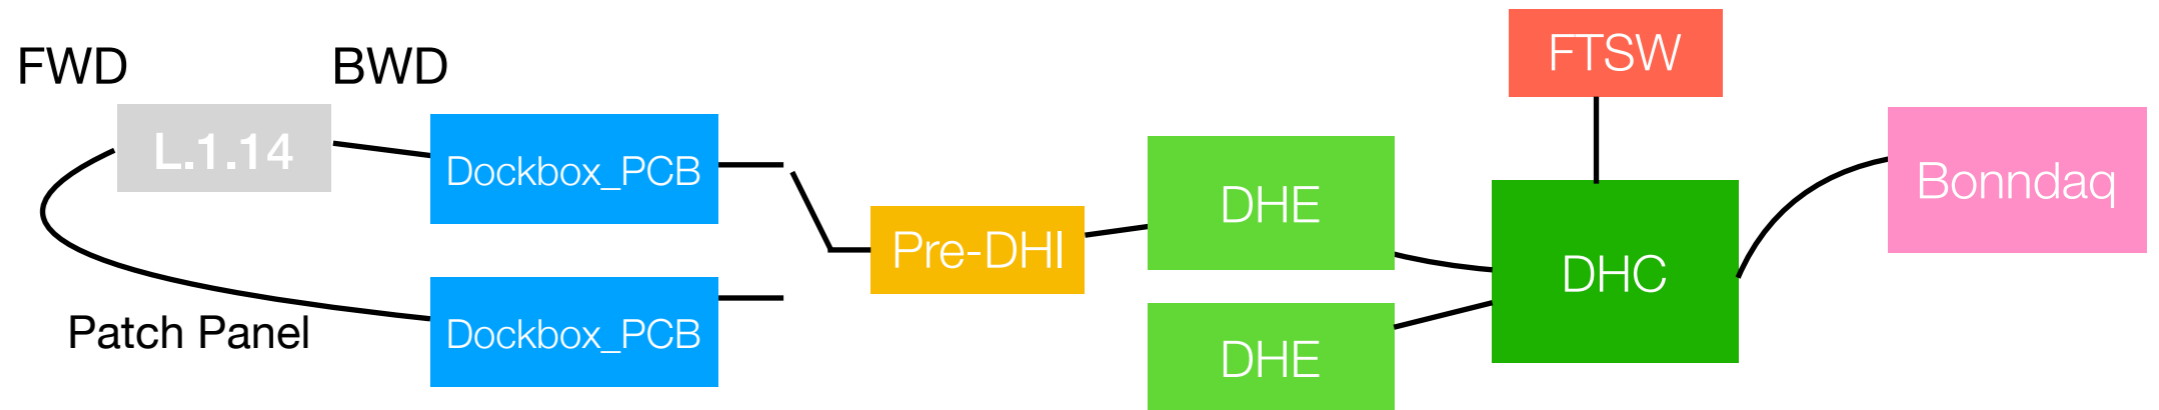 FWD
BWD
L.1.14
Dockbox_PCB
Patch Panel
Dockbox_PCB
Pre-DHI
DHE
DHE
FTSW
DHC
Bonndaq